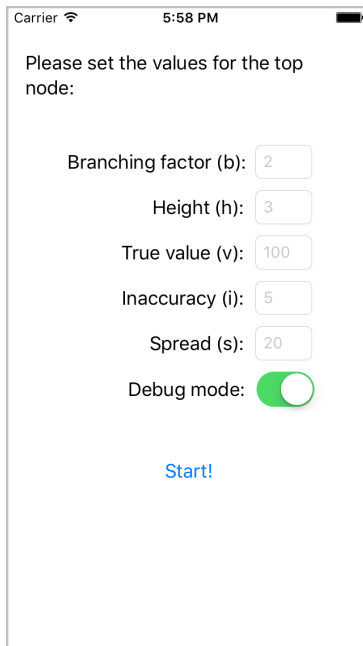 Carrier 5:58 PM
Please set the values for the top
node:
Branching factor (b): 2
Height (h): 3
True value (v): 100
Inaccuracy (i): 5
Spread (s): 20
Debug mode:
Start!